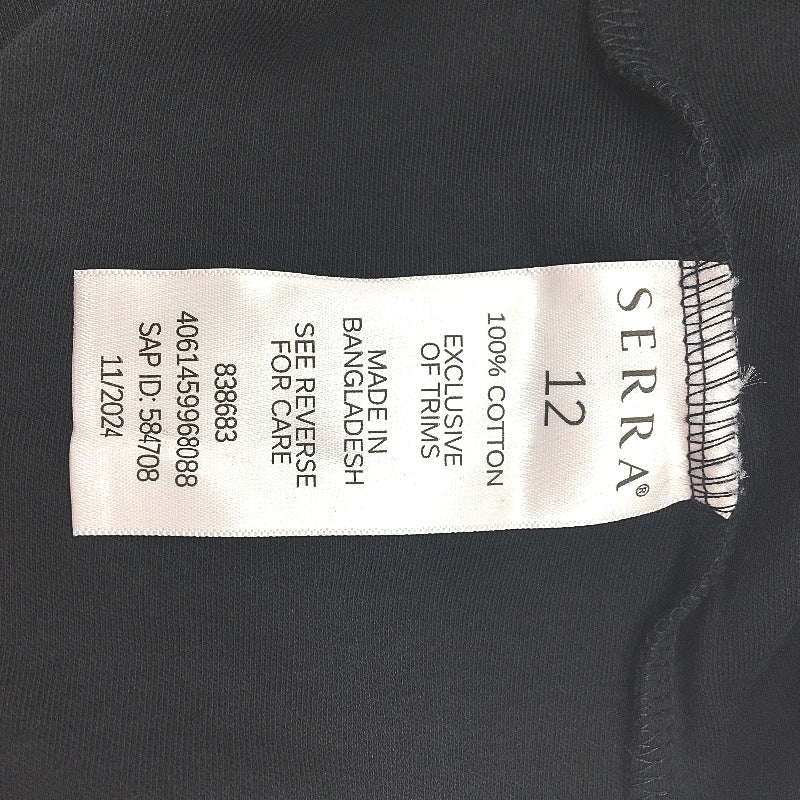 SERRA®
12
100% COTTON
EXCLUSIVE
OF TRIMS
MADE IN
BANGLADESH
SEE REVERSE
FOR CARE
838683
4061459968088
SAP ID: 584708
11/2024